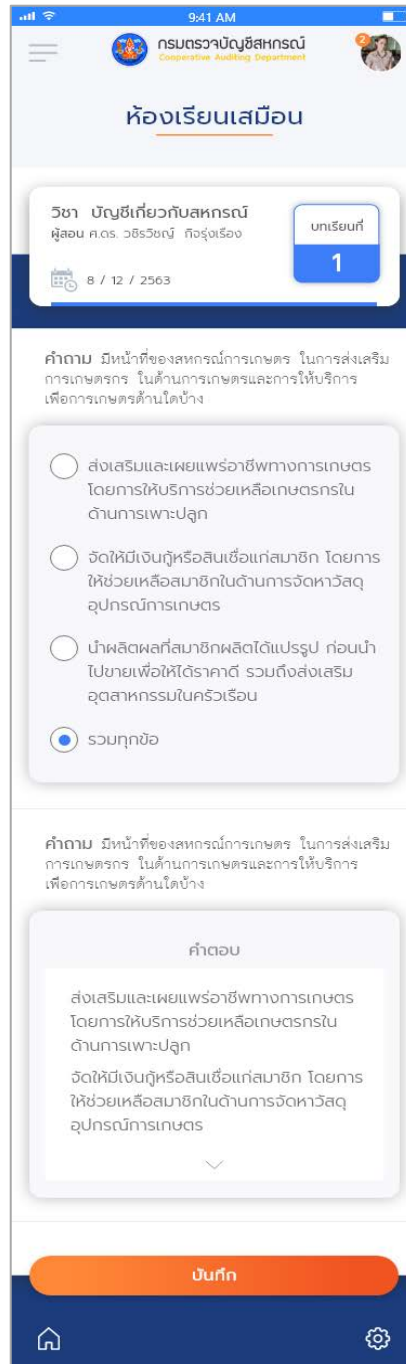 9:41 AM
กรมตรวจบัญชีสหกรณ์
Cooperative Auditing Department
2
ห้องเรียนเสมือน
วิชา บัญชีเกี่ยวกับสหกรณ์
ผู้สอน ศ.ดร. วชิรวิชญ์ กิจรุ่งเรือง
บทเรียนที่
1
8 / 12 / 2563
คำถาม มีหน้าที่ของสหกรณ์การเกษตร ในการส่งเสริม
การเกษตรกร ในด้านการเกษตรและการให้บริการ
เพื่อการเกษตรด้านใดบ้าง
ส่งเสริมและเผยแพร่อาชีพทางการเกษตร
โดยการให้บริการช่วยเหลือเกษตรกรใน
ด้านการเพาะปลูก
จัดให้มีเงินกู้หรือสินเชื่อแก่สมาชิก โดยการ
ให้ช่วยเหลือสมาชิกในด้านการจัดหาวัสดุ
อุปกรณ์การเกษตร
นำผลิตผลที่สมาชิกผลิตได้แปรรูป ก่อนนำ
ไปขายเพื่อให้ได้ราคาดี รวมถึงส่งเสริม
อุตสาหกรรมในครัวเรือน
รวมทุกข้อ
คำถาม มีหน้าที่ของสหกรณ์การเกษตร ในการส่งเสริม
การเกษตรกร ในด้านการเกษตรและการให้บริการ
เพื่อการเกษตรด้านใดบ้าง
คำตอบ
ส่งเสริมและเผยแพร่อาชีพทางการเกษตร
โดยการให้บริการช่วยเหลือเกษตรกรใน
ด้านการเพาะปลูก
จัดให้มีเงินกู้หรือสินเชื่อแก่สมาชิก โดยการ
ให้ช่วยเหลือสมาชิกในด้านการจัดหาวัสดุ
อุปกรณ์การเกษตร
บันทึก